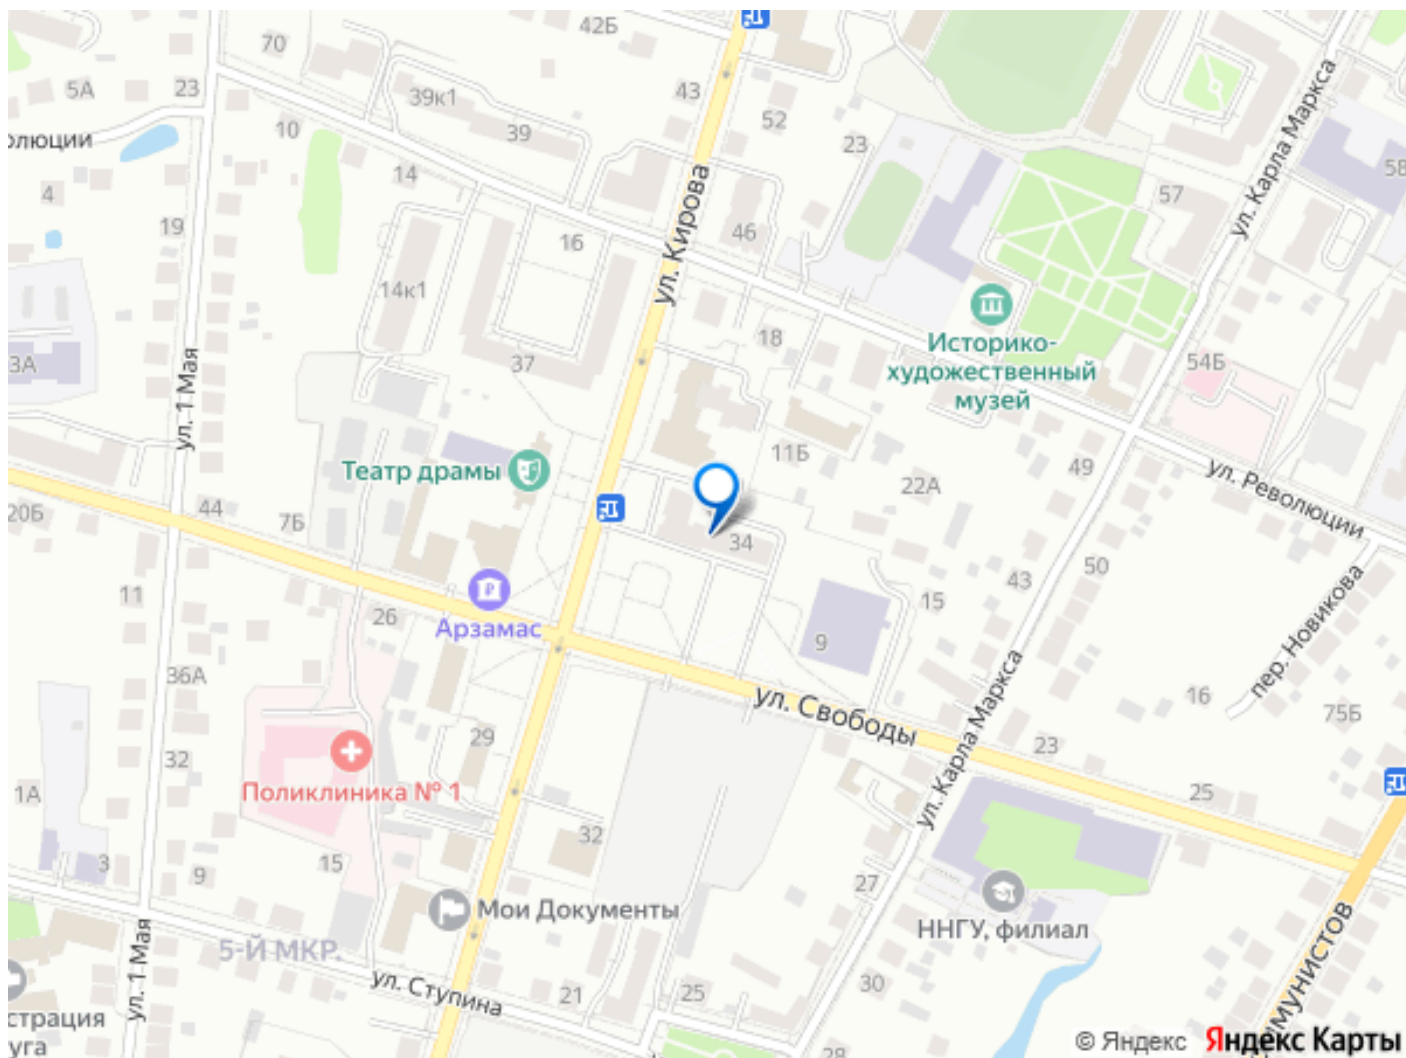 42Б
70
5А
23
39к1
43
39
52
10
23
олюции
14
4
19
57
5В
ул. Карла Маркса
ул. Кирова
16
46
14к1
18
3А
37
54Б
Историко-
художественный
музей
ул. 1 Мая
11Б
49
Театр драмы
22А
ул. Революции
20Б
44
7Б
34
50
43
11
26
15
Арзамас
9
пер. Новикова
36А
16
ул. Свободы
75Б
29
23
ул. Карла Маркса
32
1А
Поликлиника № 1
25
32
3
9
15
27
Мои Документы
ННГУ, филиал
5-Й МКР.
ул. 1 Мая
ул. Ступина
21
25
30
страция
уга
28
ммунистов
© Яндекс Яндекс Карты